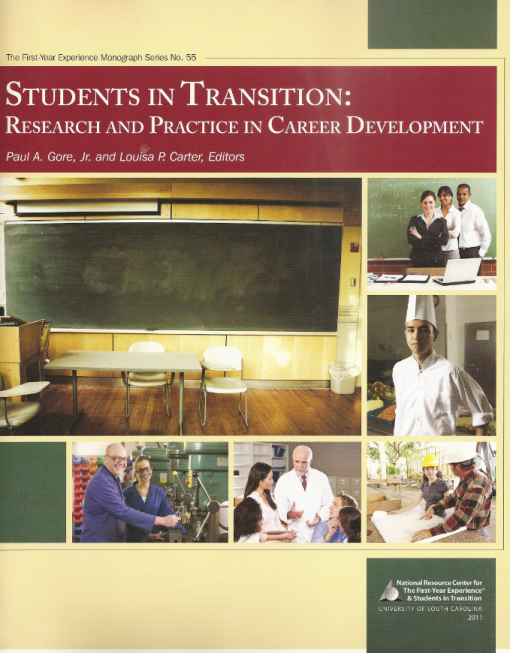 The First-Year Experience Monograph Series No. 55
STUDENTS IN TRANSITION:
RESEARCH AND PRACTICE IN CAREER DEVELOPMENT
Paul A. Gore, Jr. and Louisa P. Carter, Editors
National Resource Center for
The First-Year Experience®
& Students in Transition
UNIVERSITY OF SOUTH CAROLINA
2011